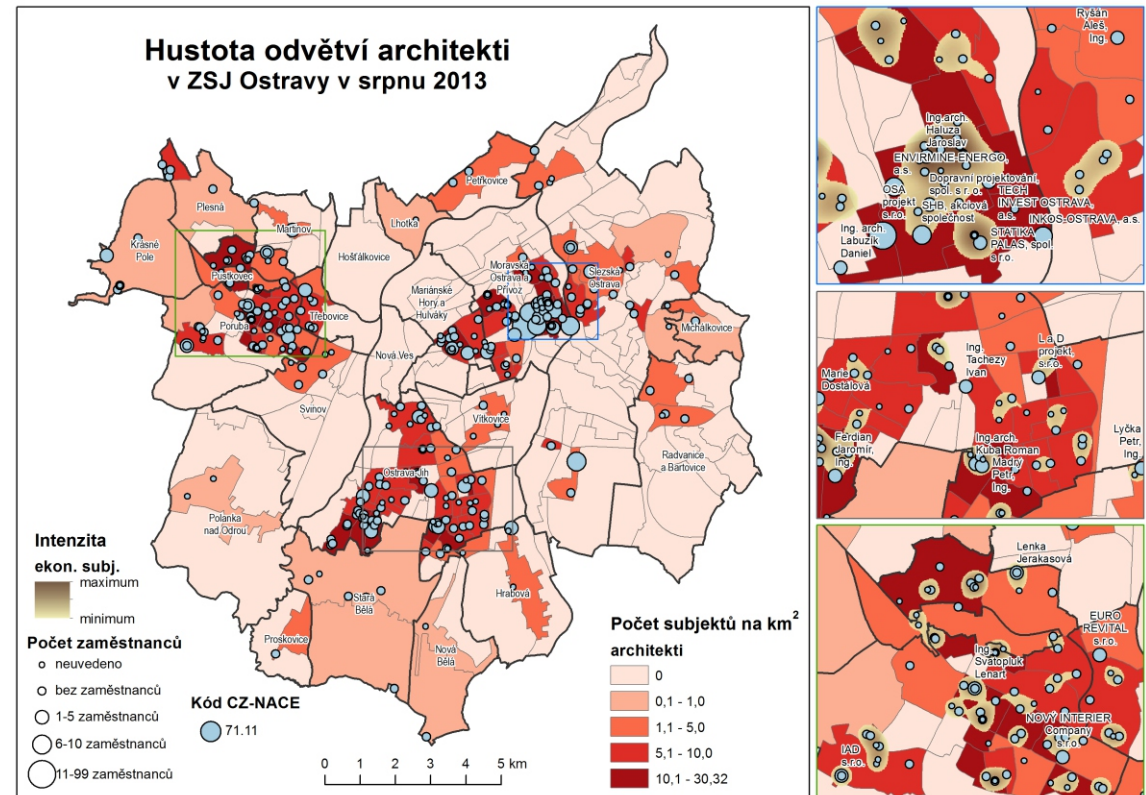 Hustota odvětví architekti
v ZSJ Ostravy v srpnu 2013
Petřkovice
Plesná
Lhotka
Martinov
Krásné
Pole
Hošťálkovice
Pustkovec
Moravská
Ostrava a
Přívoz
Slezská
Ostrava
Mariánské
Hory a
Hulváky
Třebovice
Poruba
Michálkovice
Nová Ves
Svinov
Vítkovice
Radvanice
a Bartovice
Ostrava-Jih
Polanka
nad Odrou
Stará
Bělá
Hrabová
Proskovice
Nová
Bělá
Intenzita
ekon. subj.
maximum
minimum
Počet zaměstnanců
neuvedeno
bez zaměstnanců
1-5 zaměstnanců
6-10 zaměstnanců
11-99 zaměstnanců
Kód CZ-NACE
71.11
0 1 2 3 4 5 km
Počet subjektů na km2
architekti
0
0,1 - 1,0
1,1 - 5,0
5,1 - 10,0
10,1 - 30,32
Ryšán
Aleš,
Ing.
Ing.arch.
Haluza
Jaroslav
ENVIRMINE-ENERGO,
a.s.
Dopravní projektování,
spol. s r. o.
OSA
projekt
s.r.o.
TECH
INVEST OSTRAVA,
a.s.
SHB, akciová
společnost
INKOS-OSTRAVA, a.s.
Ing. arch.
Labuzík
Daniel
STATIKA
PALAS, spol.
s r.o.
Ing.
Tachezy
Ivan
L a D
projekt,
s.r.o.
Marie
Dostálová
Ferdian
Jaromír,
Ing.
Ing.arch.
Kuba Roman
Madry
Petr,
Ing.
Lyčka
Petr,
Ing.
Lenka
Jerakasová
EURO
REVITAL
s.r.o.
Ing.
Svatopluk
Lenart
NOVÝ INTERIER
Company
s.r.o.
IAD
s.r.o.